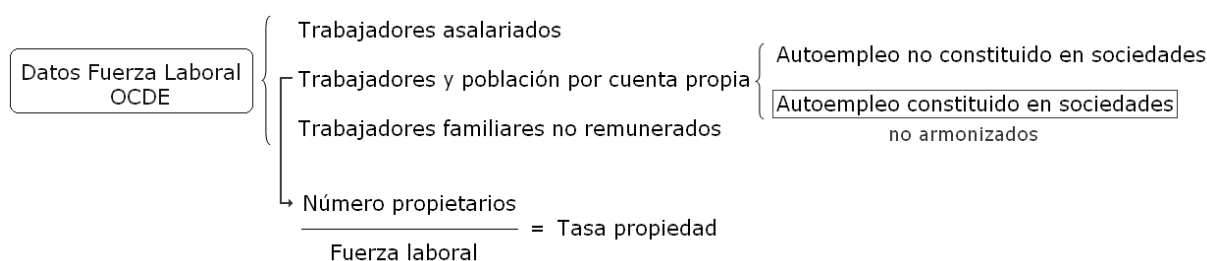 Datos Fuerza Laboral
OCDE
Trabajadores asalariados
Trabajadores y población por cuenta propia
Trabajadores familiares no remunerados
Autoempleo no constituido en sociedades
Autoempleo constituido en sociedades
no armonizados
Número propietarios
Fuerza laboral
= Tasa propiedad